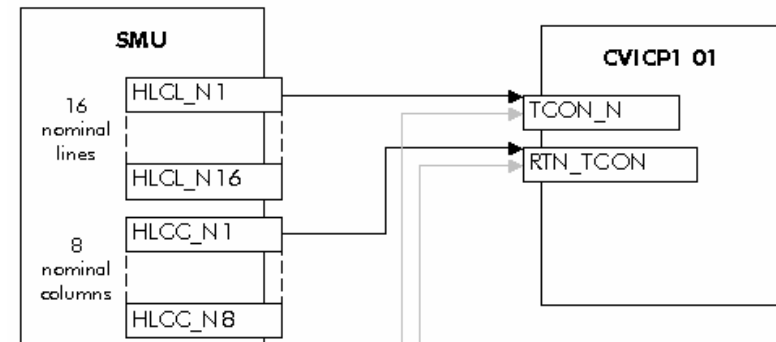 SMU
CVICP1 01
HLCL_N1
16
nominal
lines
TCON_N
HLCL_N16
RTN_TCON
HLCC_N1
8
nominal
columns
HLCC_N8